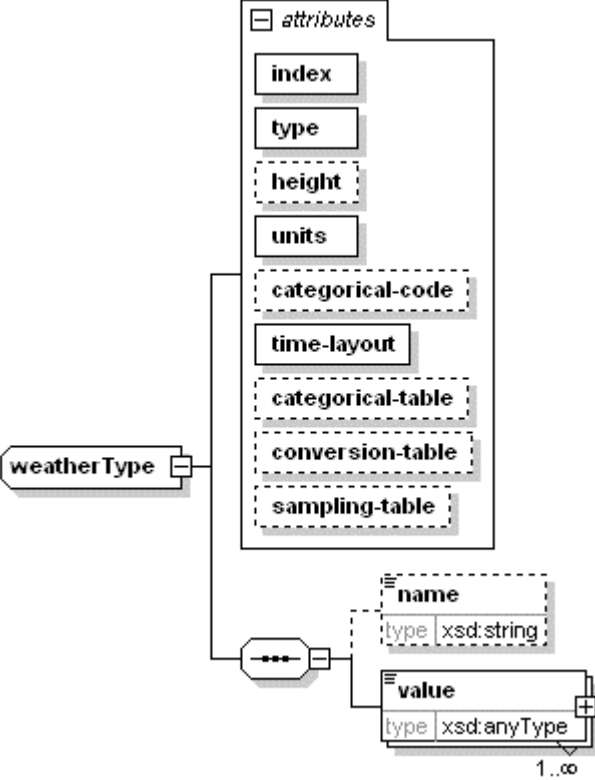 attributes
index
type
height
units
categorical-code
time-layout
categorical-table
weatherType
conversion-table
sampling-table
name
type xsd:string
value
type xsd:anyType
1..∞